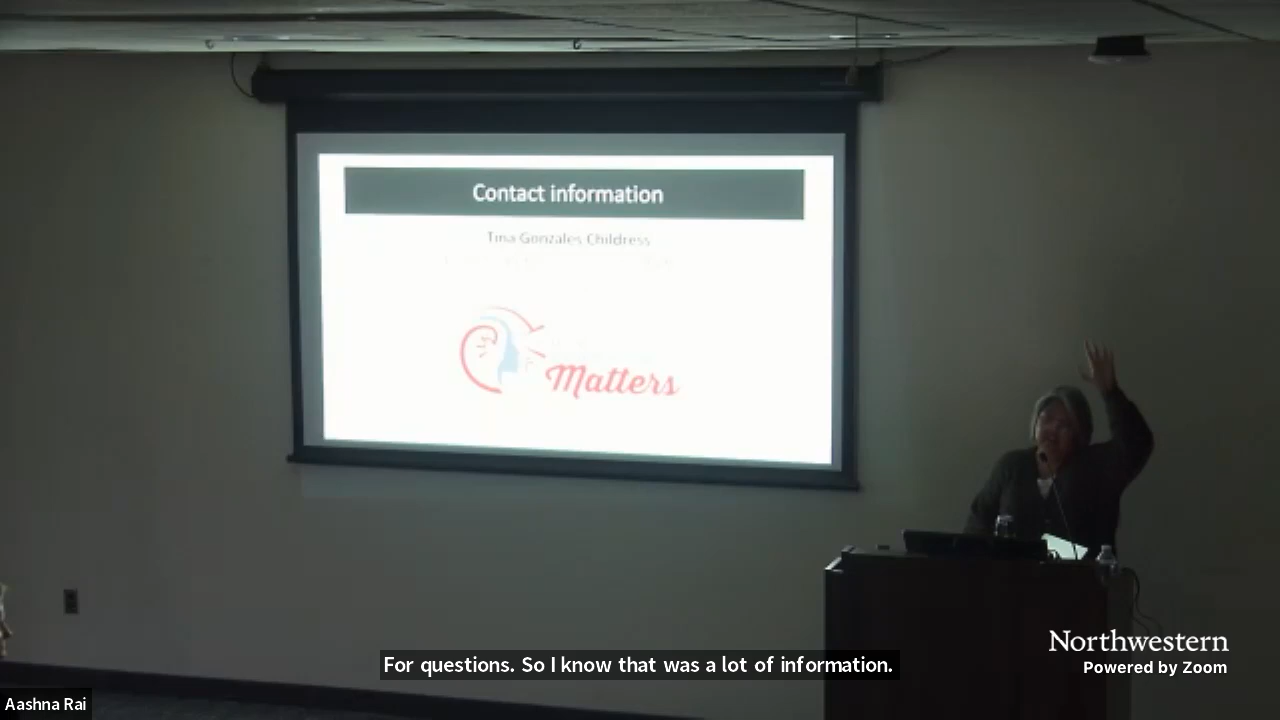 Contact information
Tina Gonzales Childress
Matters
Northwestern
For questions. So I know that was a lot of information.
Powered by Zoom
Aashna Rai